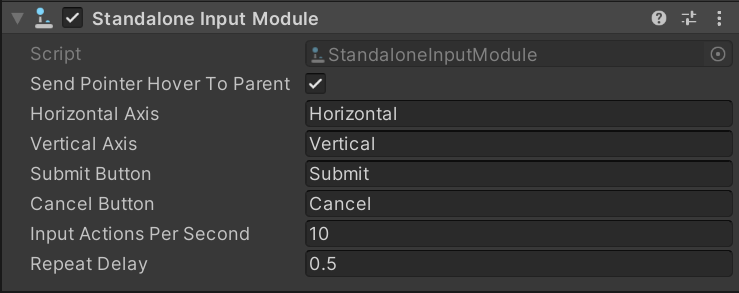 Standalone Input Module
Script StandaloneInputModule
Send Pointer Hover To Parent
Horizontal Axis Horizontal
Vertical Axis Vertical
Submit Button Submit
Cancel Button Cancel
Input Actions Per Second 10
Repeat Delay 0.5